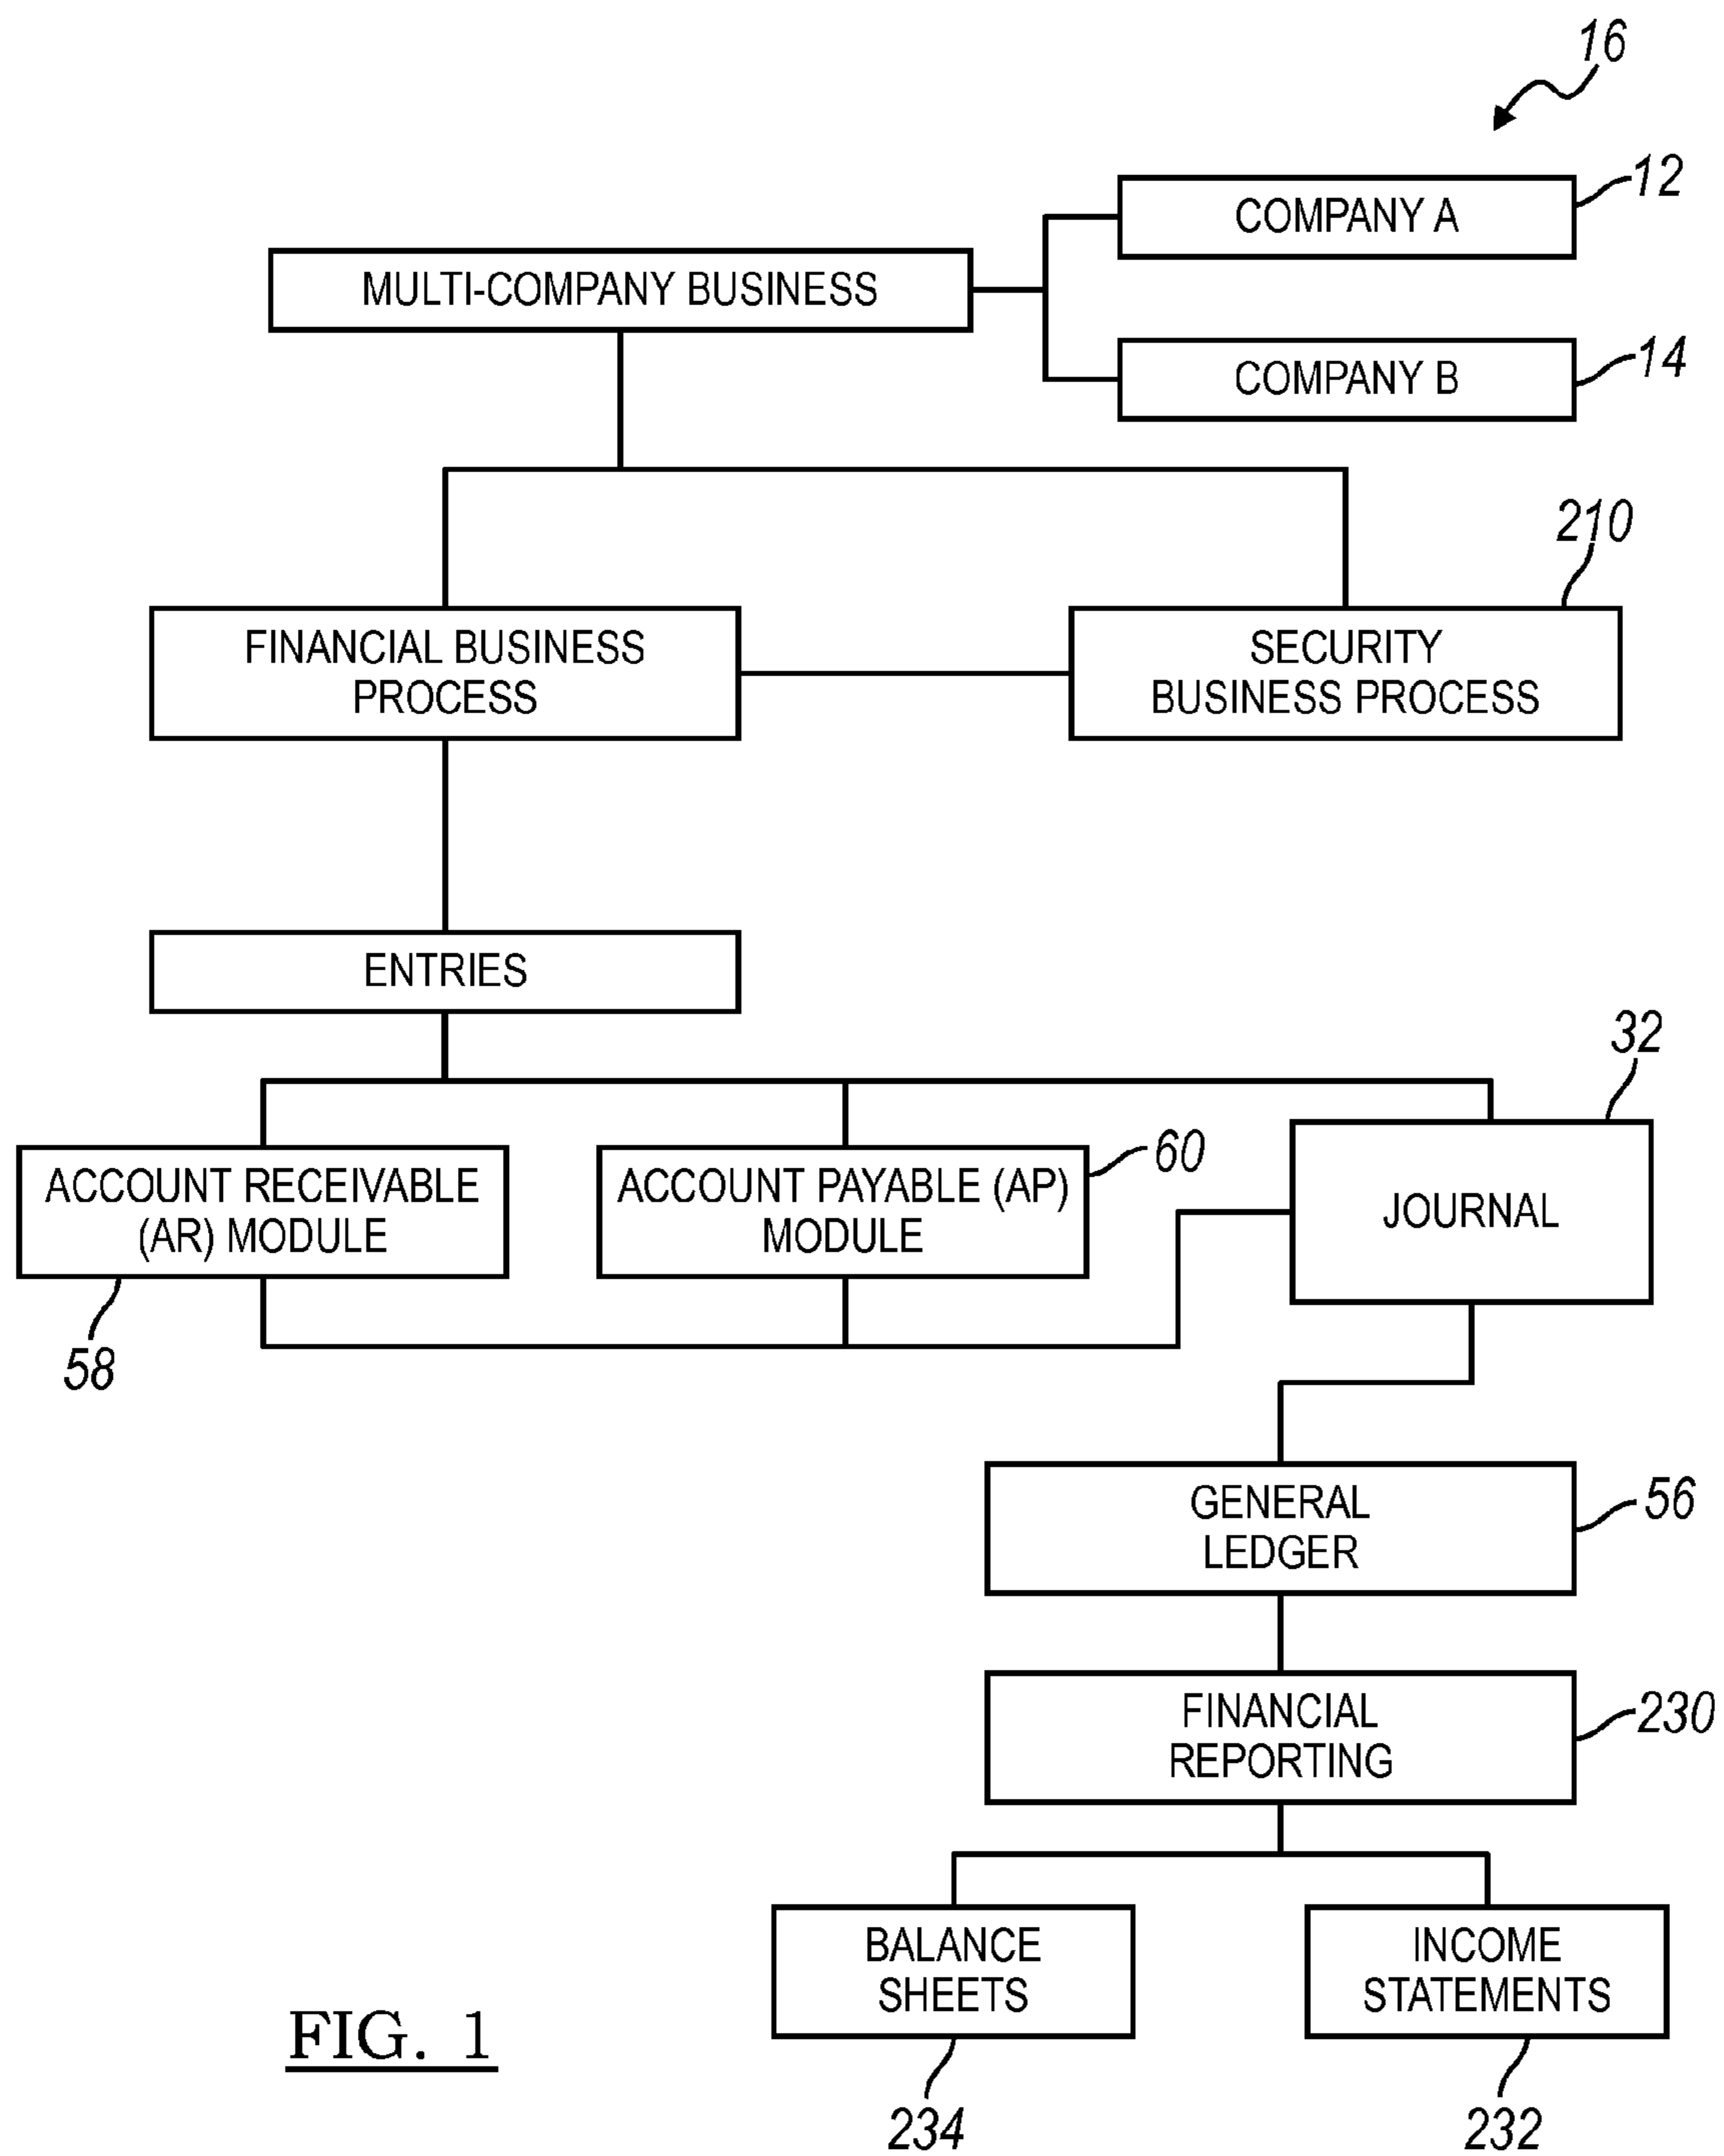 16
COMPANY A
12
MULTI-COMPANY BUSINESS
COMPANY B
14
210
FINANCIAL BUSINESS
PROCESS
SECURITY
BUSINESS PROCESS
ENTRIES
32
ACCOUNT RECEIVABLE
(AR) MODULE
58
ACCOUNT PAYABLE (AP)
MODULE
60
JOURNAL
GENERAL
LEDGER
56
FINANCIAL
REPORTING
230
BALANCE
SHEETS
234
INCOME
STATEMENTS
232
FIG. 1